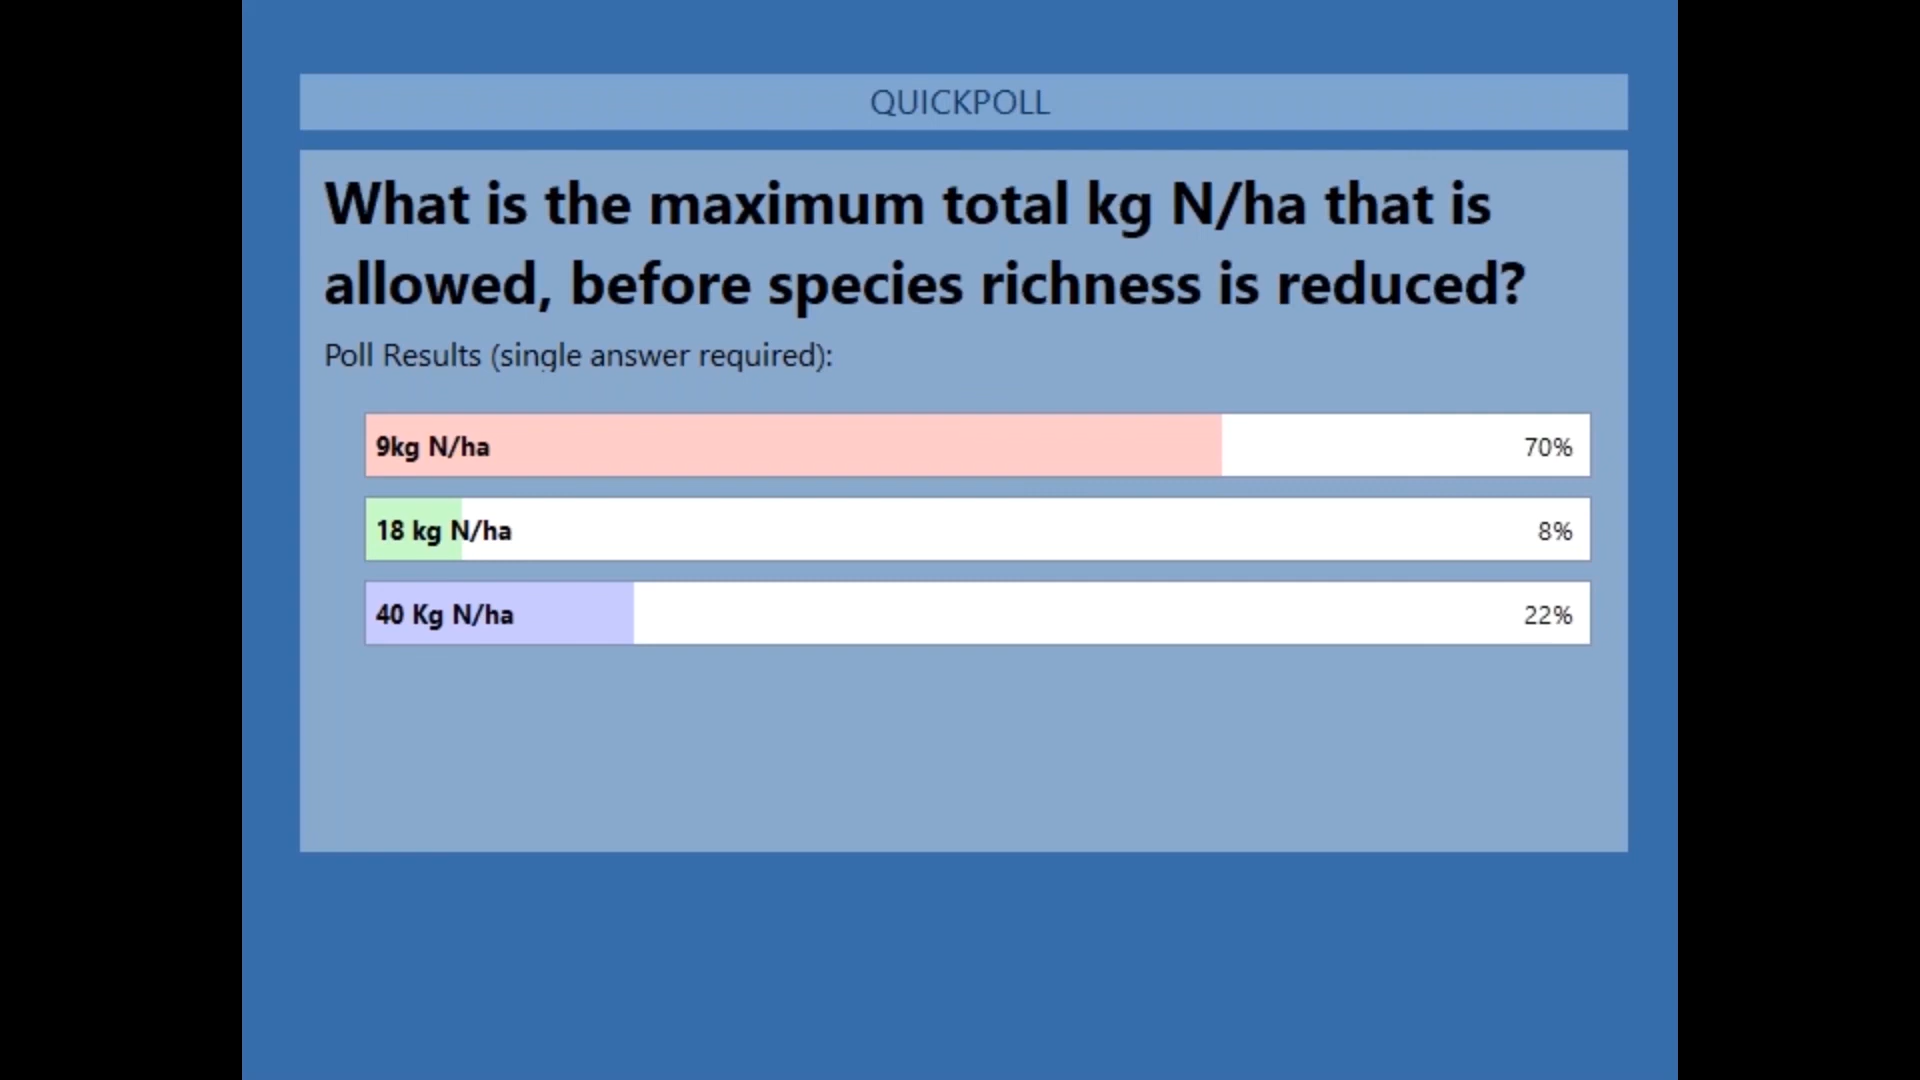 QUICKPOLL
What is the maximum total kg N/ha that is
allowed, before species richness is reduced?
Poll Results (single answer required):
9kg N/ha 70%
18 kg N/ha 8%
40 Kg N/ha 22%